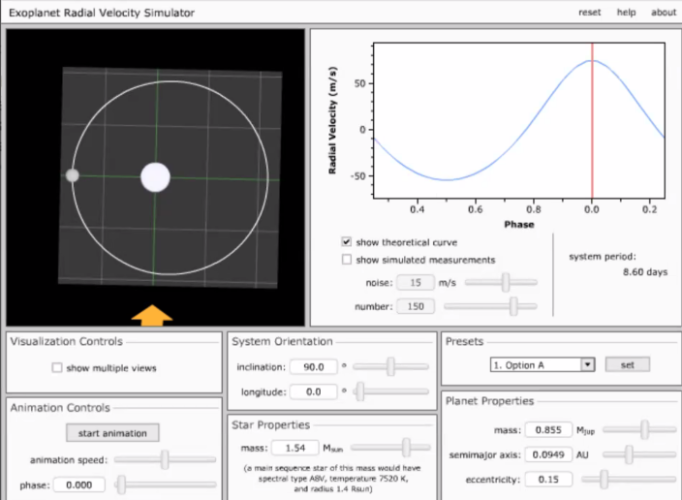 Exoplanet Radial Velocity Simulator
reset help about
Radial Velocity (m/s)
50
0
-50
0.4 0.6 0.8 0.0 0.2
Phase
show theoretical curve
show simulated measurements
noise: 15 m/s
number: 150
system period:
8.60 days
Visualization Controls
show multiple views
Animation Controls
start animation
animation speed:
phase: 0.000
System Orientation
inclination: 90.0 °
longitude: 0.0 °
Star Properties
mass: 1.54 Msun
(a main sequence star of this mass would have
spectral type A8V, temperature 7520 K,
and radius 1.4 Rsun)
Presets
1. Option A
set
Planet Properties
mass: 0.855 Mjup
semimajor axis: 0.0949 AU
eccentricity: 0.15